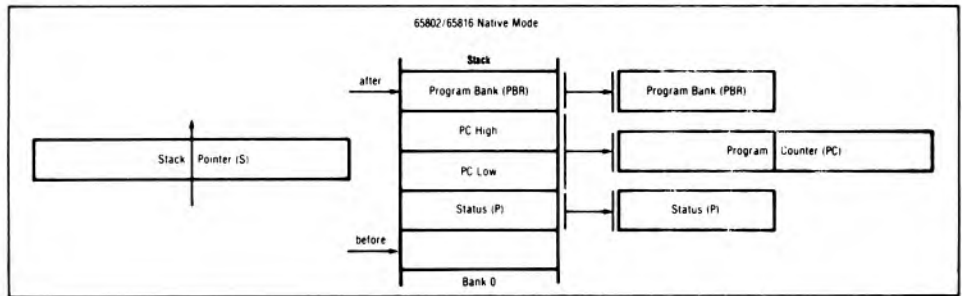 65802/65816 Native Mode
Stack
after
Program Bank (PBR)
Program Bank (PBR)
PC High
Stack Pointer (S)
Program Counter (PC)
PC Low
Status (P)
Status (P)
before
Bank 0